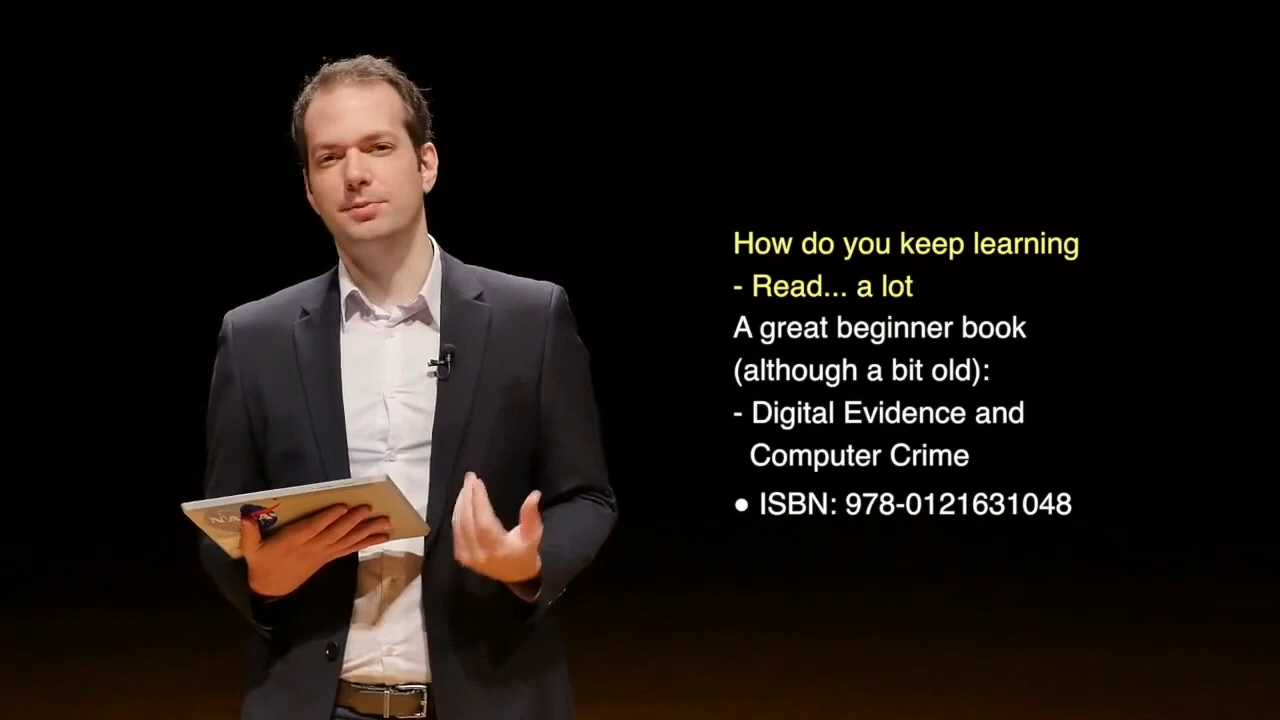 How do you keep learning
- Read... a lot
A great beginner book
(although a bit old):
- Digital Evidence and
Computer Crime
● ISBN: 978-0121631048
NASA